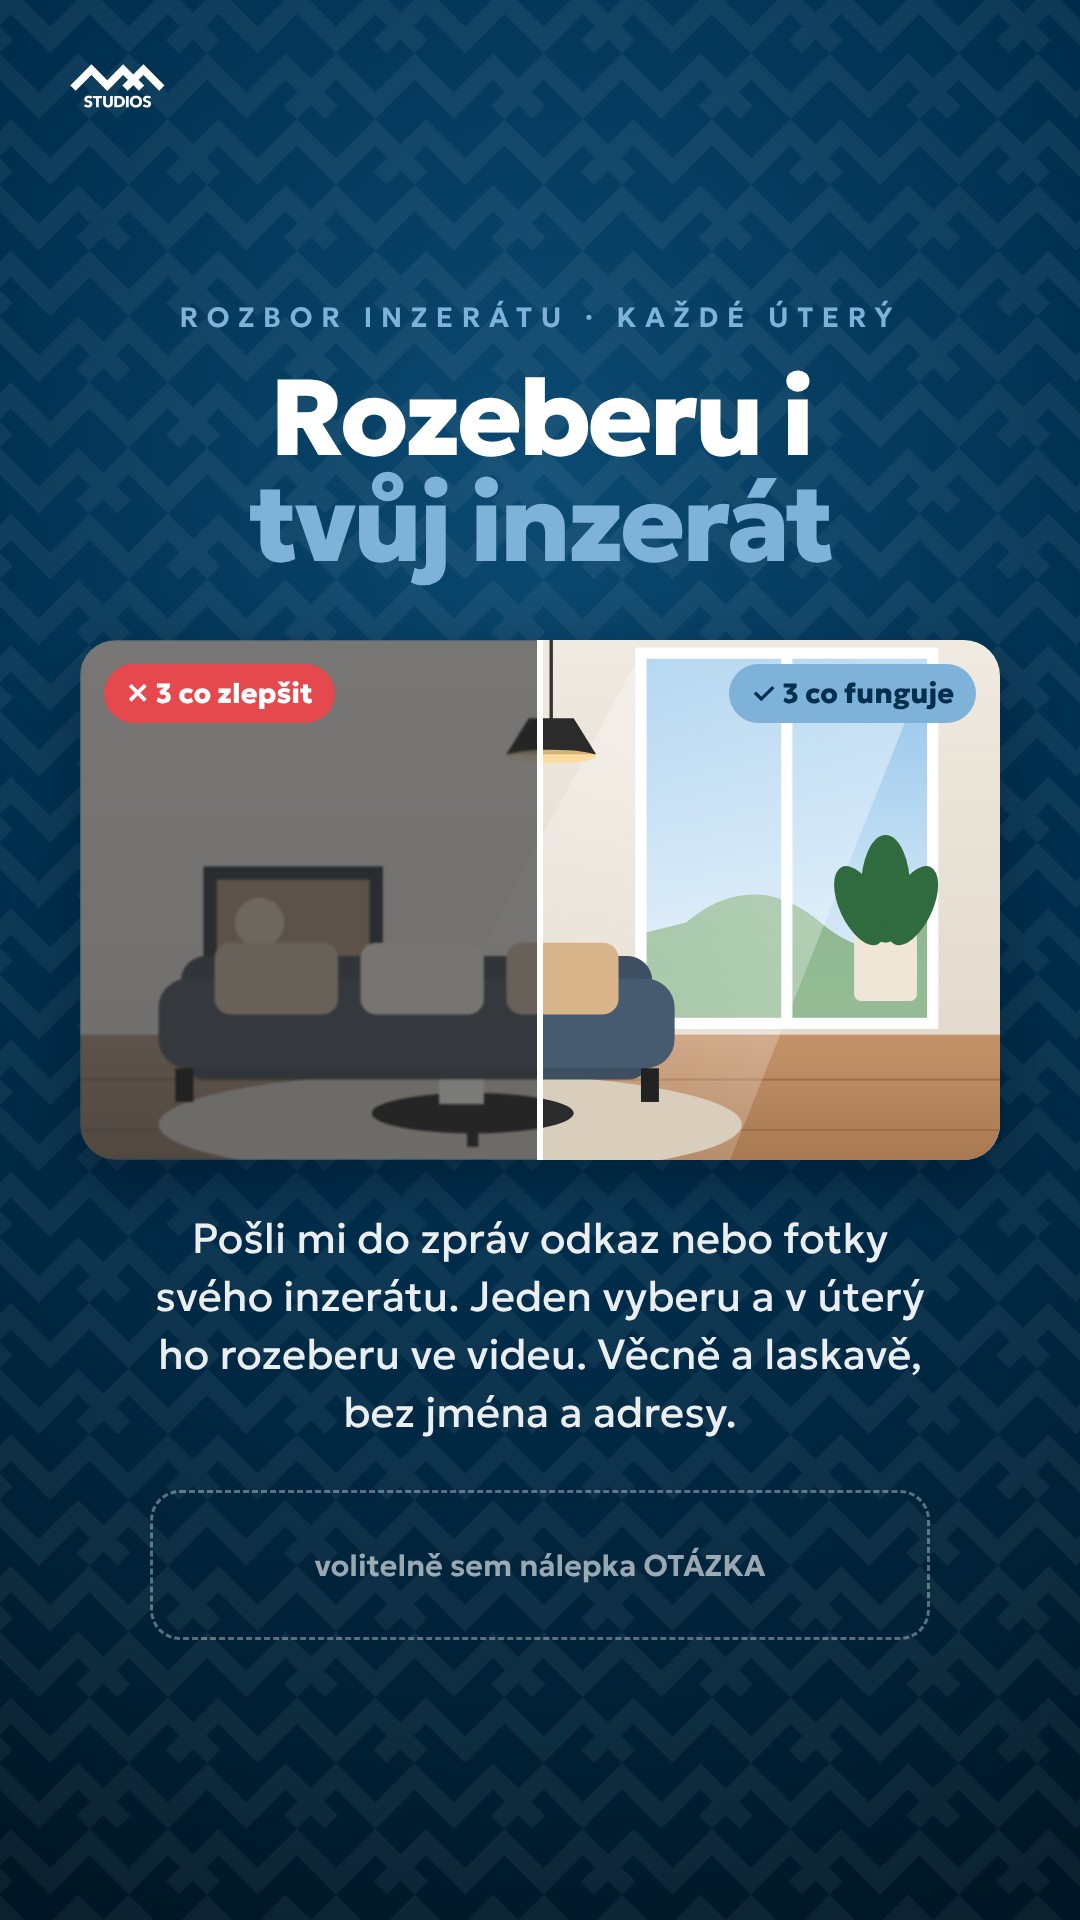 STUDIOS
ROZBOR INZERÁTU · KAŽDÉ ÚTERÝ
Rozeberu i
tvůj inzerát
✕ 3 co zlepšit
✓ 3 co funguje
Pošli mi do zpráv odkaz nebo fotky
svého inzerátu. Jeden vyberu a v úterý
ho rozeberu ve videu. Věcně a laskavě,
bez jména a adresy.
volitelně sem nálepka OTÁZKA